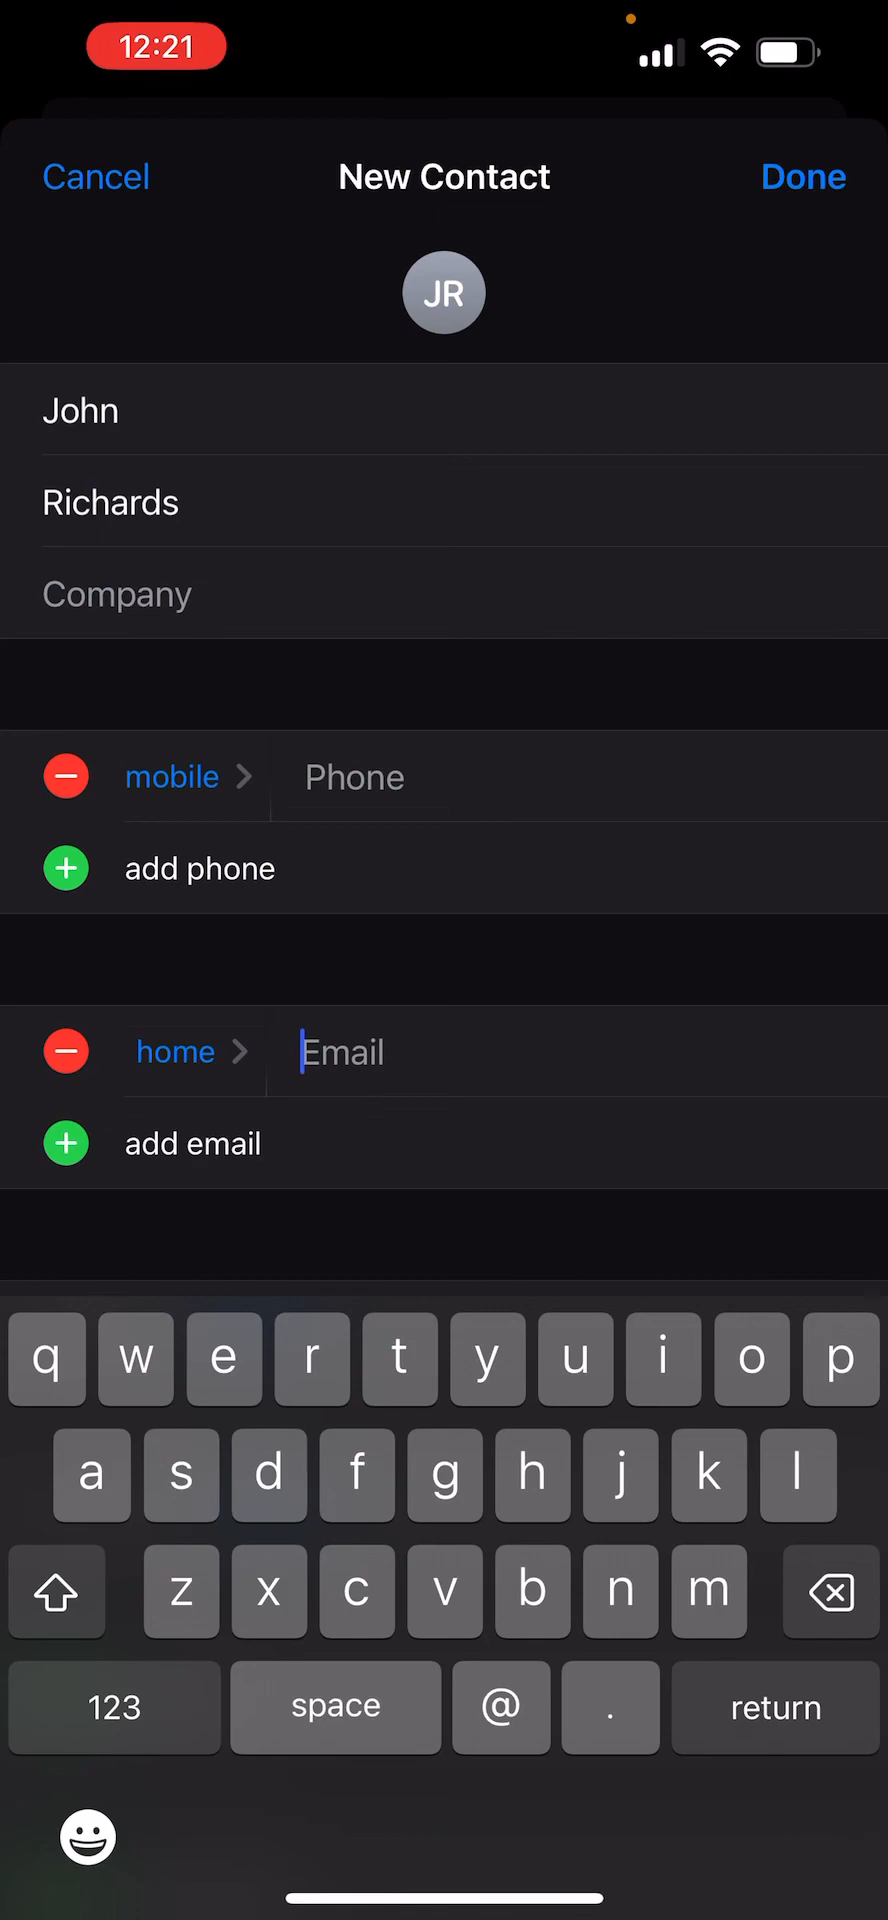 12:21
Cancel New Contact Done
JR
John
Richards
Company
mobile Phone
add phone
home Email
add email
q w e r t y u i o p
a s d f g h j k l
z x c v b n m
123 space @ . return